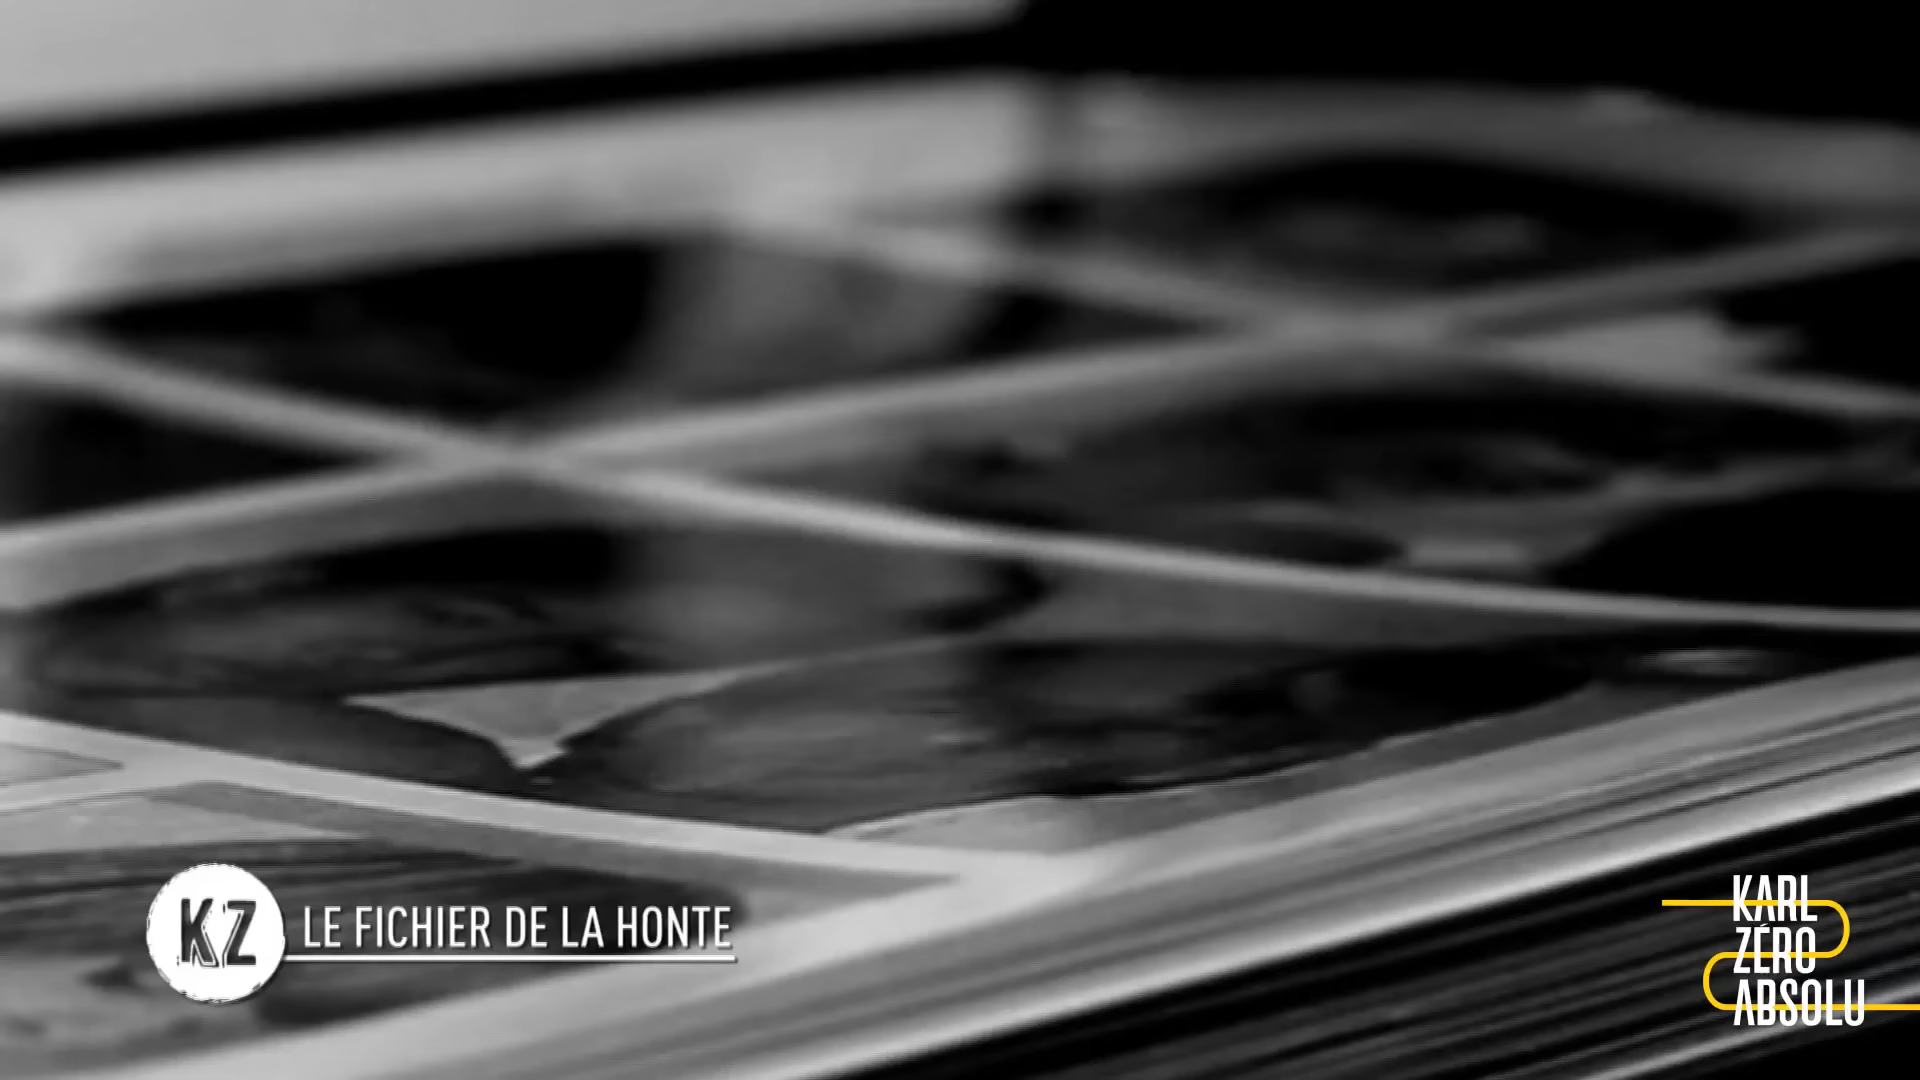 KZ
LE FICHIER DE LA HONTE
KARL
ZÉRO
ABSOLU